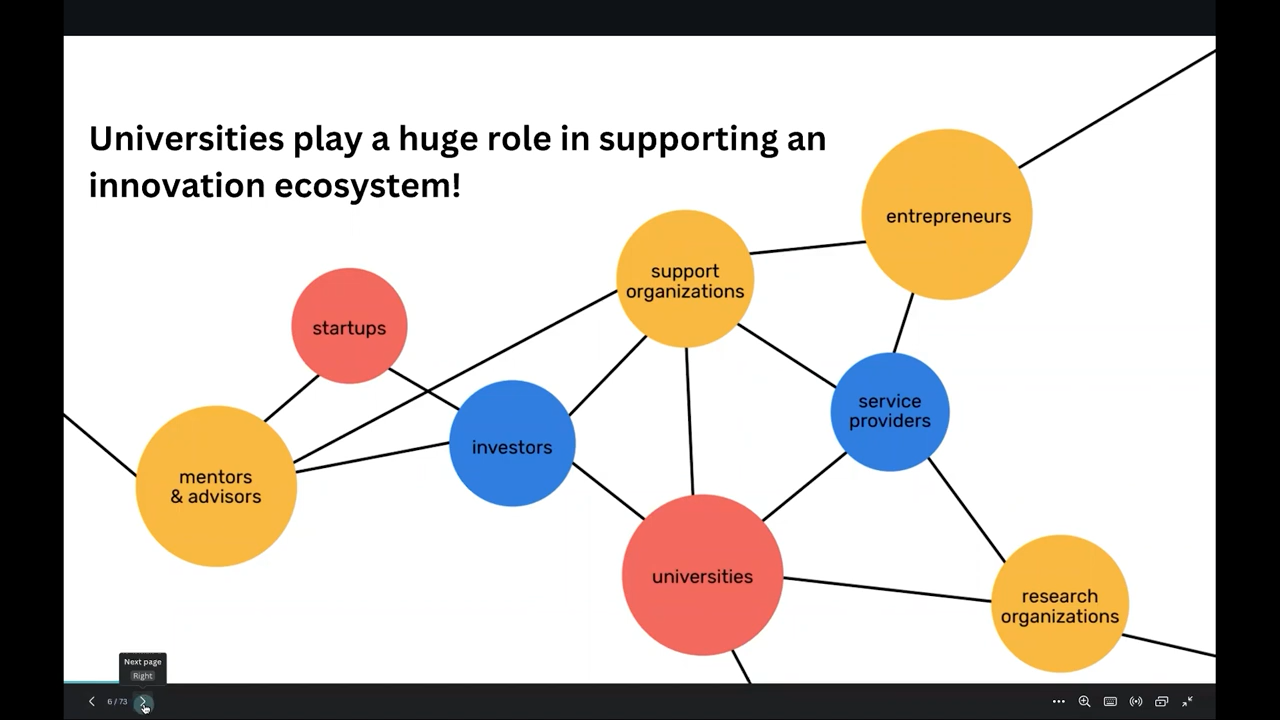 Universities play a huge role in supporting an
innovation ecosystem!
entrepreneurs
support
organizations
startups
service
providers
investors
mentors
& advisors
universities
research
organizations
Next page
Right
6 / 73